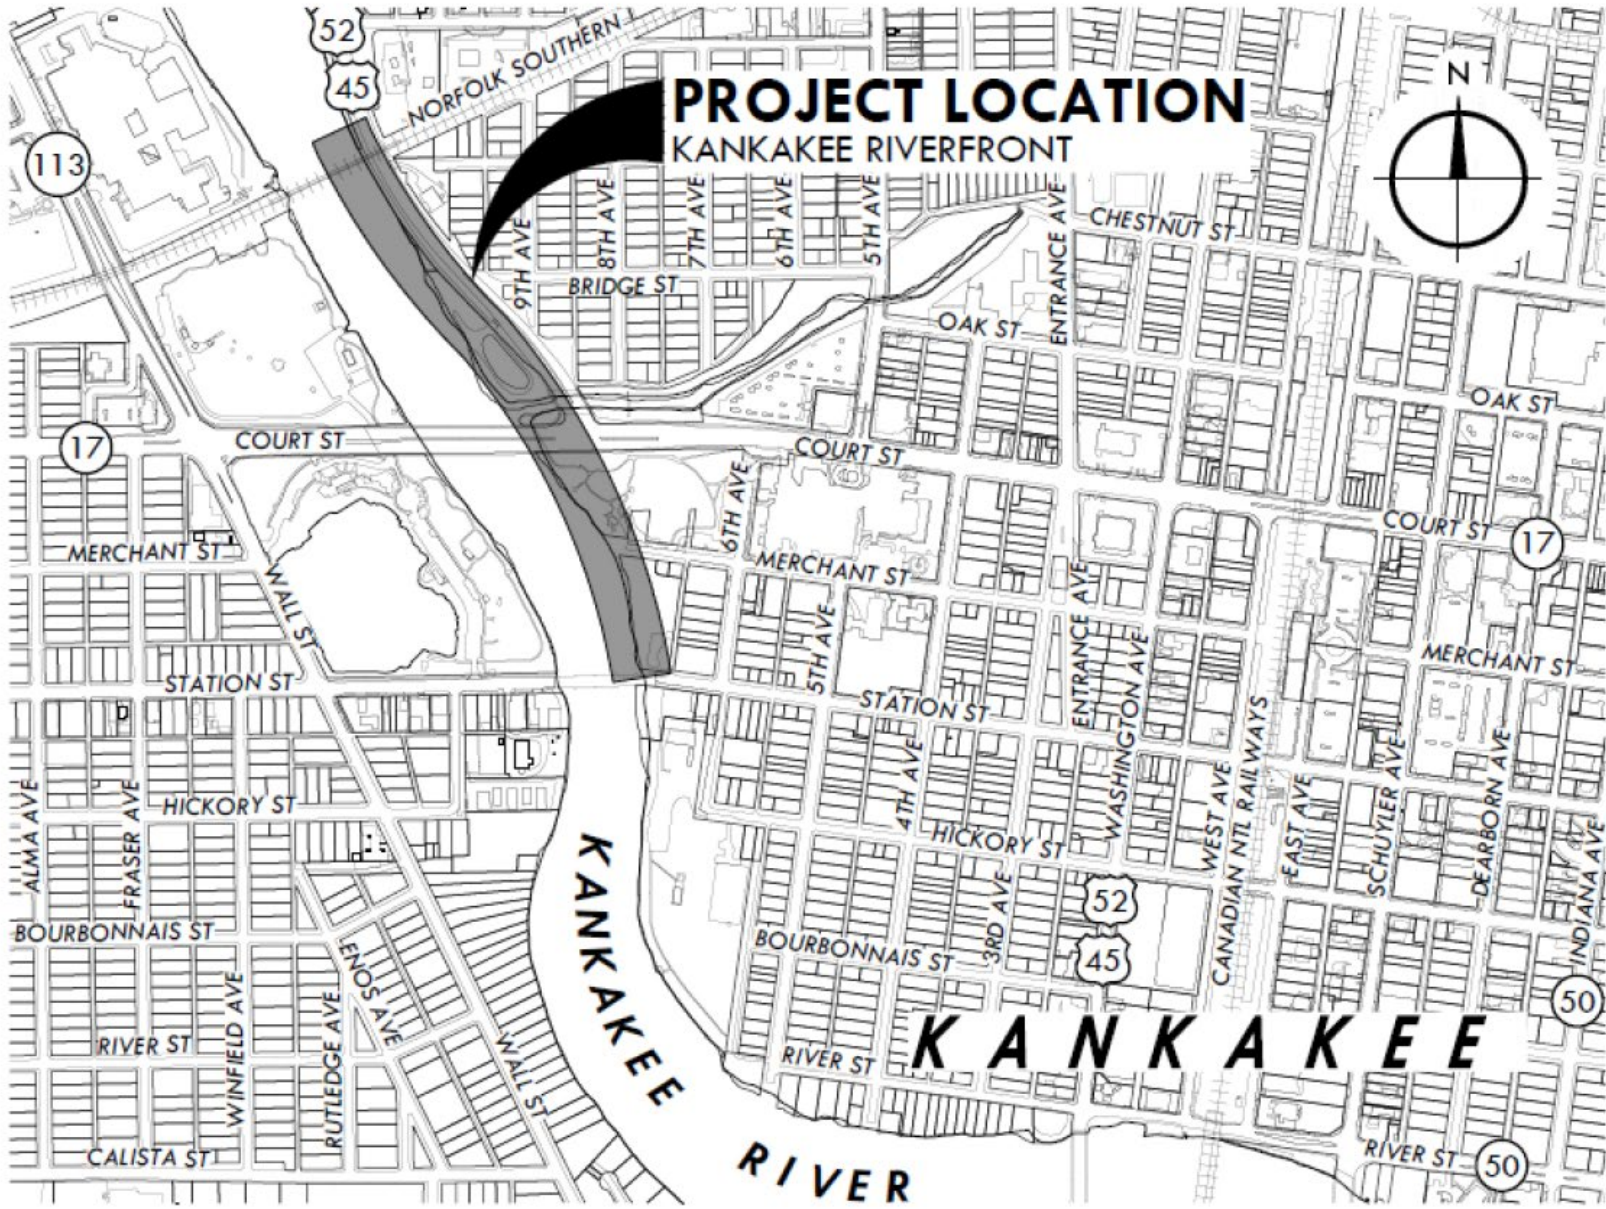 52
45
NORFOLK SOUTHERN
PROJECT LOCATION
KANKAKEE RIVERFRONT
N
113
9TH AVE
8TH AVE
7TH AVE
6TH AVE
5TH AVE
ENTRANCE AVE
CHESTNUT ST
BRIDGE ST
OAK ST
OAK ST
17
COURT ST
COURT ST
COURT ST
17
6TH AVE
MERCHANT ST
MERCHANT ST
MERCHANT ST
WALL ST
5TH AVE
ENTRANCE AVE
WASHINGTON AVE
STATION ST
STATION ST
4TH AVE
WEST AVE
CANADIAN NTL RAILWAYS
EAST AVE
SCHUYLER AVE
DEARBORN AVE
INDIANA AVE
ALMA AVE
FRASER AVE
HICKORY ST
HICKORY ST
3RD AVE
52
45
50
BOURBONNAIS ST
BOURBONNAIS ST
ENOS AVE
WINFIELD AVE
RUTLEDGE AVE
WALL ST
RIVER ST
RIVER ST
KANKAKEE
KANKAKEE
RIVER
CALISTA ST
RIVER ST
50